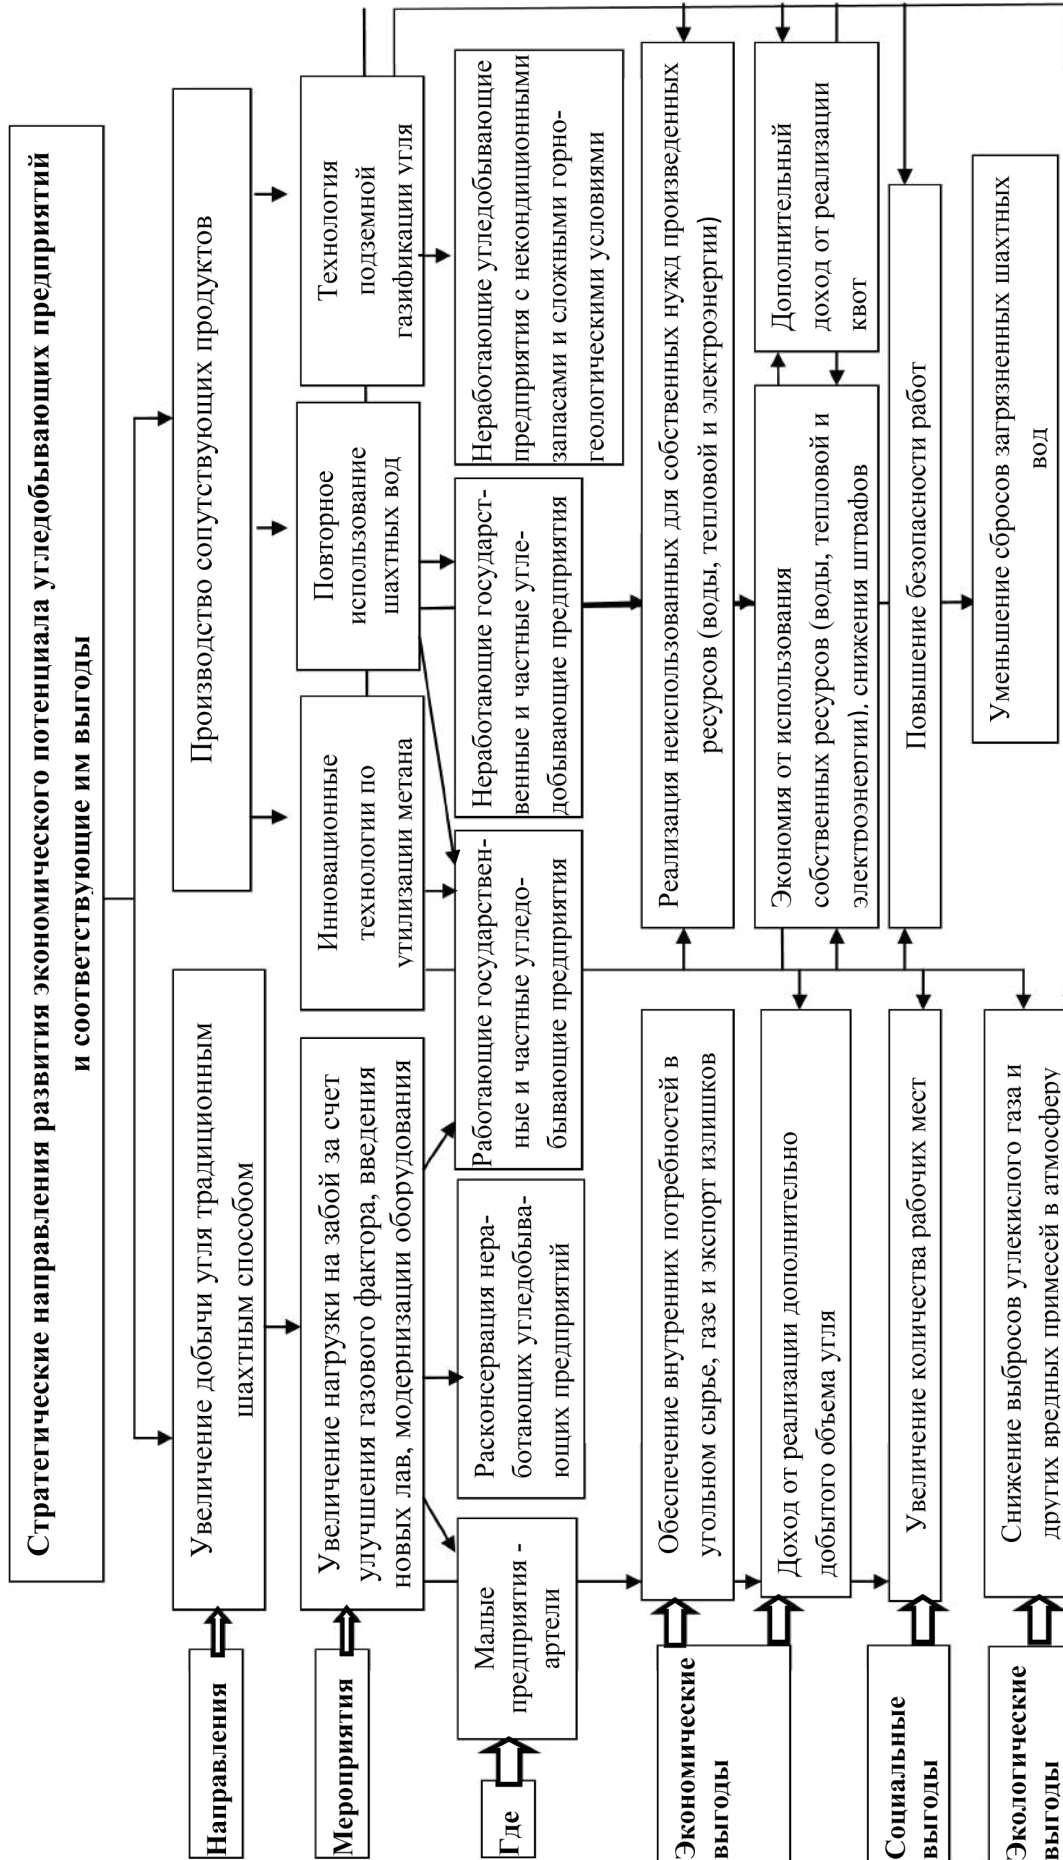 Стратегические направления развития экономического потенциала угледобывающих предприятий
и соответствующие им выгоды
Направления
Увеличение добычи угля традиционным
шахтным способом
Производство сопутствующих продуктов
Мероприятия
Увеличение нагрузки на забой за счет
улучшения газового фактора, введения
новых лав, модернизации оборудования
Инновационные
технологии по
утилизации метана
Повторное
использование
шахтных вод
Технология
подземной
газификации угля
Где
Малые
предприятия -
артели
Расконсервация нера-
ботающих угледобыва-
ющих предприятий
Работающие государствен-
ные и частные угледо-
бывающие предприятия
Неработающие государст-
венные и частные угле-
добывающие предприятия
Неработающие угледобывающие
предприятия с некондиционными
запасами и сложными горно-
геологическими условиями
Экономические
выгоды
Обеспечение внутренних потребностей в
угольном сырье, газе и экспорт излишков
Реализация неиспользованных для собственных нужд произведенных
ресурсов (воды, тепловой и электроэнергии)
Доход от реализации дополнительно
добытого объема угля
Экономия от использования
собственных ресурсов (воды, тепловой и
электроэнергии), снижения штрафов
Дополнительный
доход от реализации
квот
Социальные
выгоды
Увеличение количества рабочих мест
Повышение безопасности работ
Экологические
выгоды
Снижение выбросов углекислого газа и
других вредных примесей в атмосферу
Уменьшение сбросов загрязненных шахтных
вод